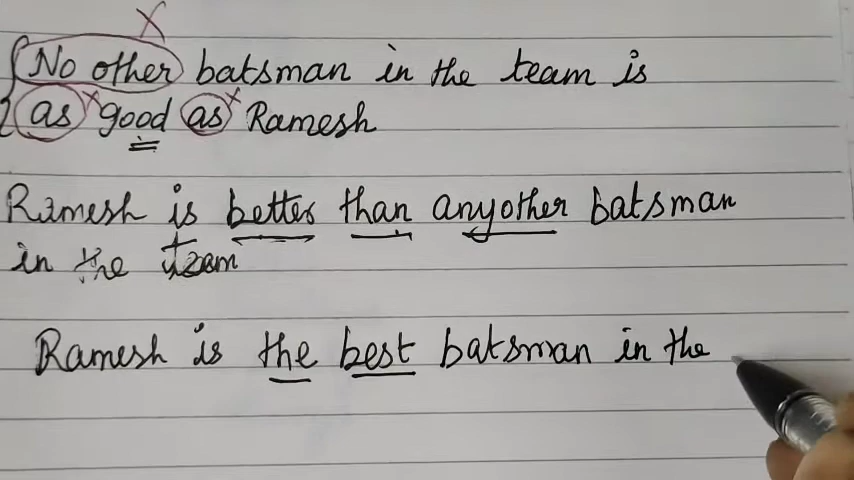 No other batsman in the team is
as good as Ramesh
Ramesh is better than anyother batsman
in the team
Ramesh is the best batsman in the